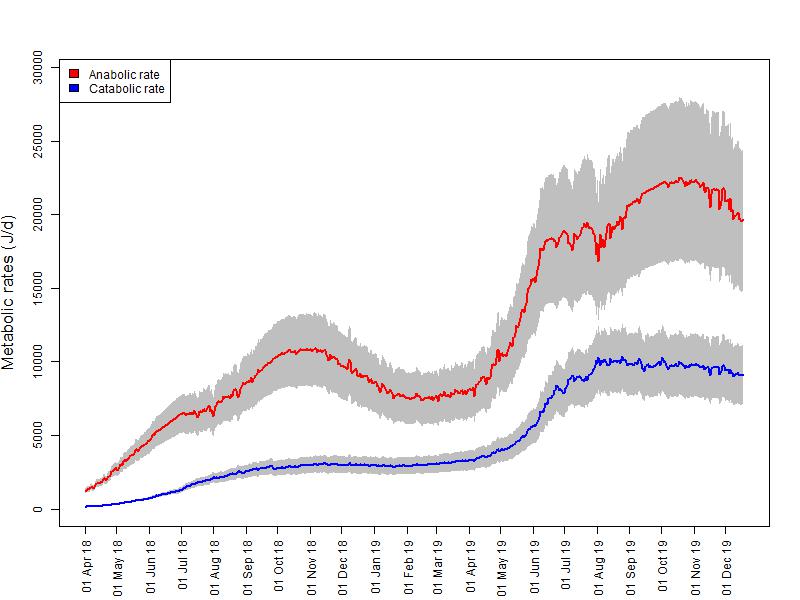 Anabolic rate
Catabolic rate
Metabolic rates (J/d)
30000
25000
20000
15000
10000
5000
0
01 Apr 18
01 May 18
01 Jun 18
01 Jul 18
01 Aug 18
01 Sep 18
01 Oct 18
01 Nov 18
01 Dec 18
01 Jan 19
01 Feb 19
01 Mar 19
01 Apr 19
01 May 19
01 Jun 19
01 Jul 19
01 Aug 19
01 Sep 19
01 Oct 19
01 Nov 19
01 Dec 19